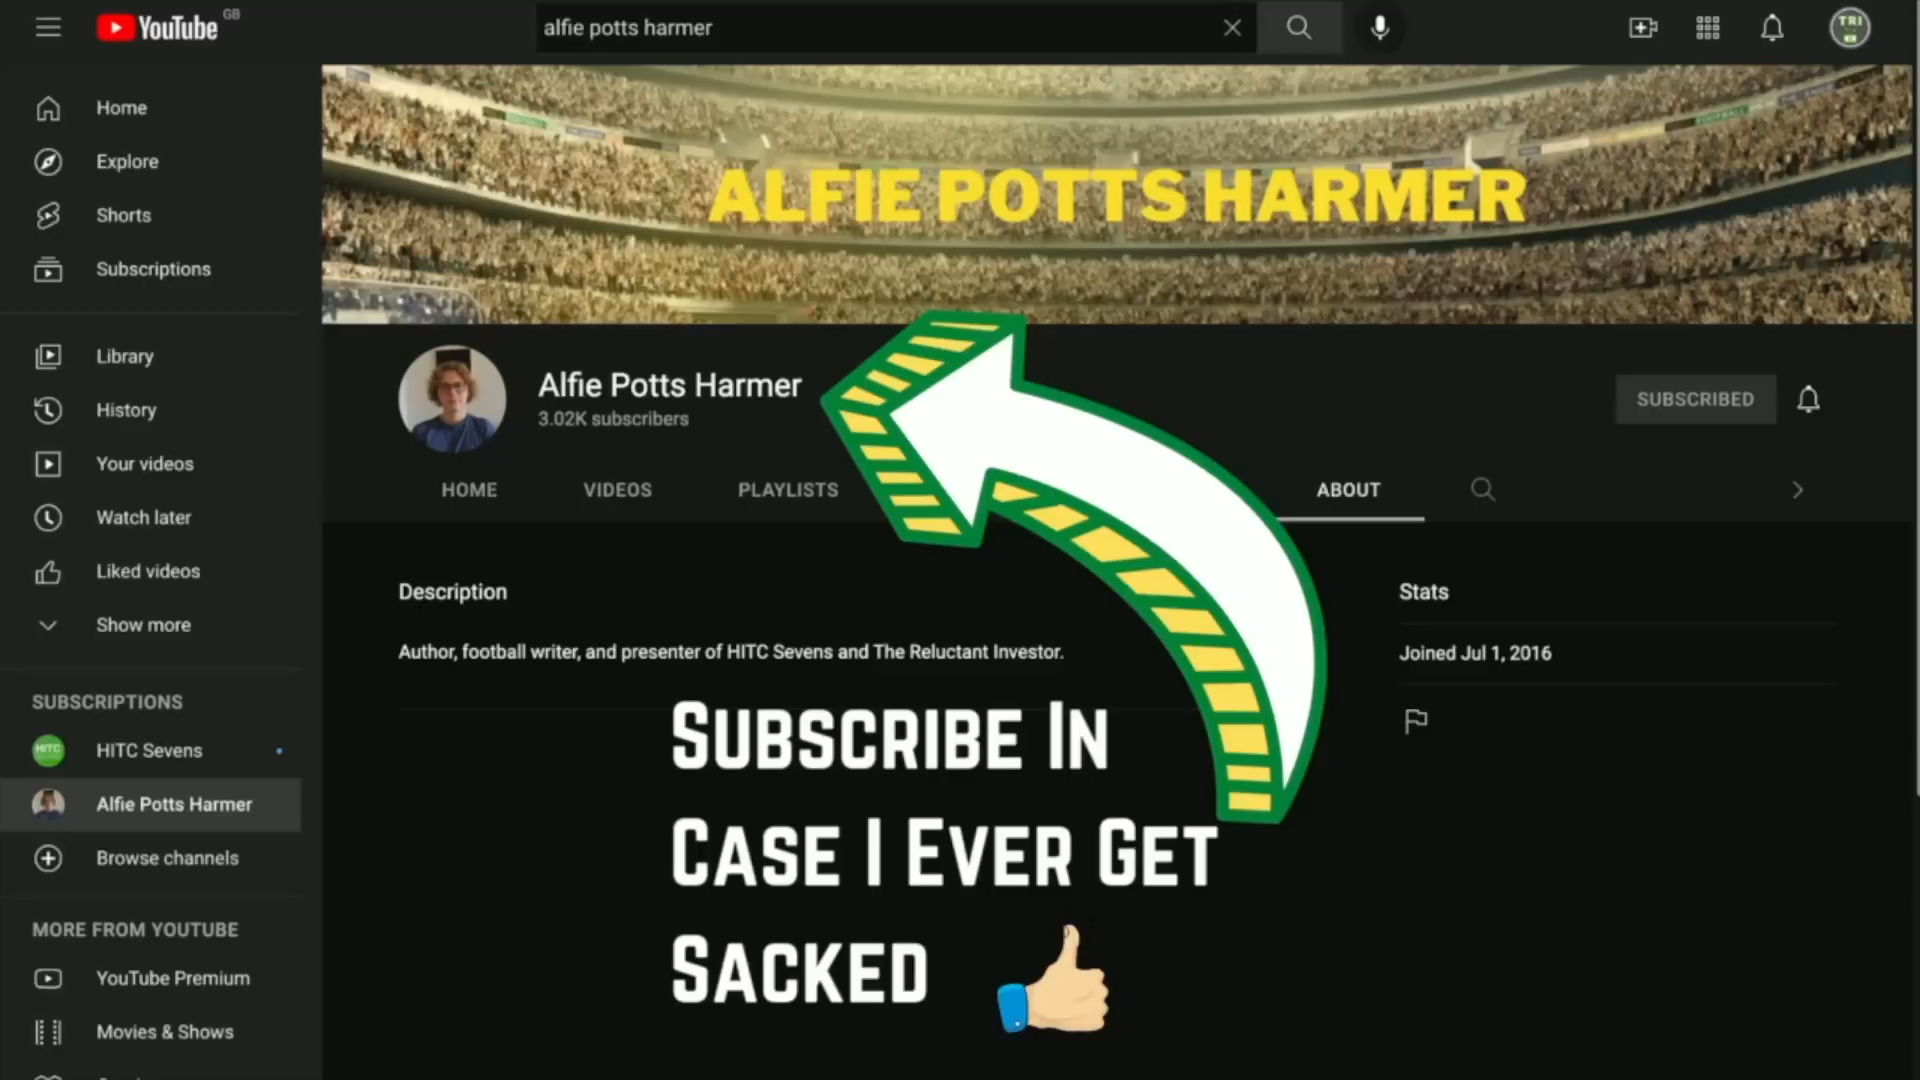 YouTube GB
alfie potts harmer
TRI
Home
Explore
Shorts
Subscriptions
Library
History
Your videos
Watch later
Liked videos
Show more
SUBSCRIPTIONS
HITC HITC Sevens
Alfie Potts Harmer
Browse channels
MORE FROM YOUTUBE
YouTube Premium
Movies & Shows
ALFIE POTTS HARMER
Alfie Potts Harmer
3.02K subscribers
SUBSCRIBED
HOME VIDEOS PLAYLISTS ABOUT
Description
Author, football writer, and presenter of HITC Sevens and The Reluctant Investor.
Stats
Joined Jul 1, 2016
SUBSCRIBE IN
CASE I EVER GET
SACKED